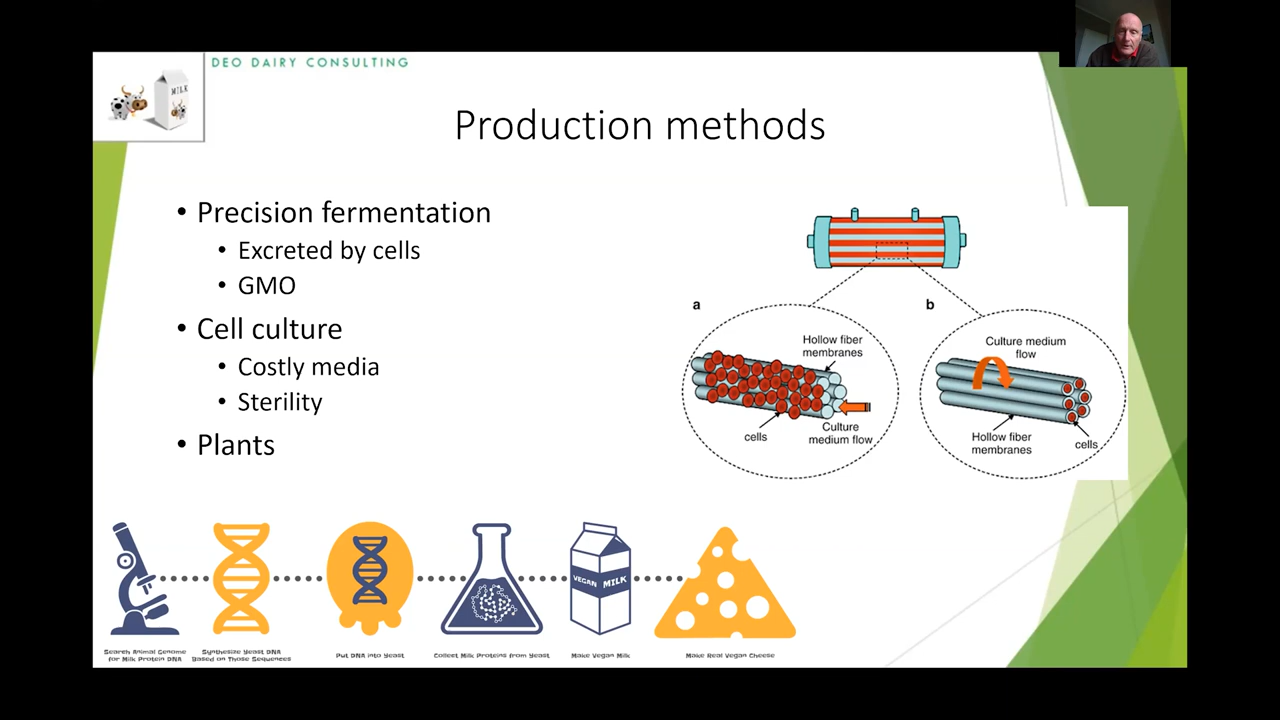 DEO DAIRY CONSULTING
MILK
Production methods
• Precision fermentation
• Excreted by cells
• GMO
• Cell culture
• Costly media
• Sterility
• Plants
a
Hollow fiber
membranes
cells
Culture
medium flow
b
Culture medium
flow
Hollow fiber
membranes
cells
VEGAN MILK
Search Animal Genome
for Milk Protein DNA
Synthesize Yeast DNA
Based on Those Sequences
Put DNA into Yeast
Collect Milk Proteins from Yeast
Make Vegan Milk
Make Real Vegan Cheese